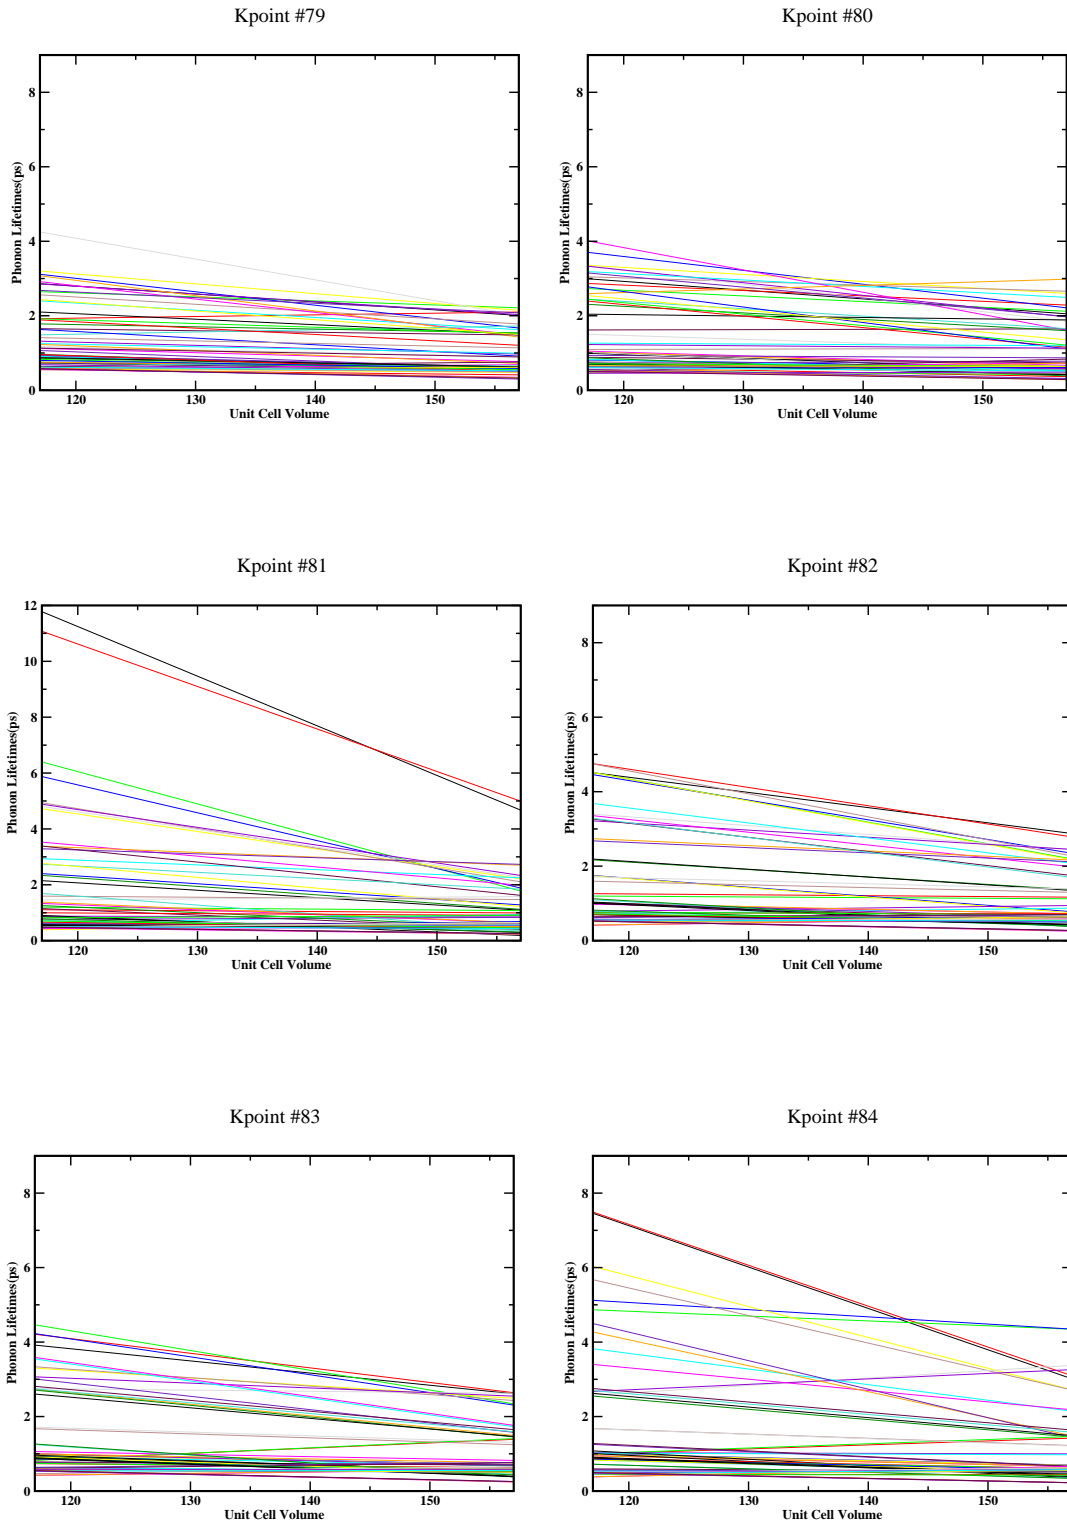 Kpoint #79
Kpoint #80
8
6
4
2
0
Phonon Lifetimes(ps)
120 130 140 150
Unit Cell Volume
8
6
4
2
0
Phonon Lifetimes(ps)
120 130 140 150
Unit Cell Volume
Kpoint #81
Kpoint #82
12
10
8
6
4
2
0
Phonon Lifetimes(ps)
120 130 140 150
Unit Cell Volume
8
6
4
2
0
Phonon Lifetimes(ps)
120 130 140 150
Unit Cell Volume
Kpoint #83
Kpoint #84
8
6
4
2
0
Phonon Lifetimes(ps)
120 130 140 150
Unit Cell Volume
8
6
4
2
0
Phonon Lifetimes(ps)
120 130 140 150
Unit Cell Volume